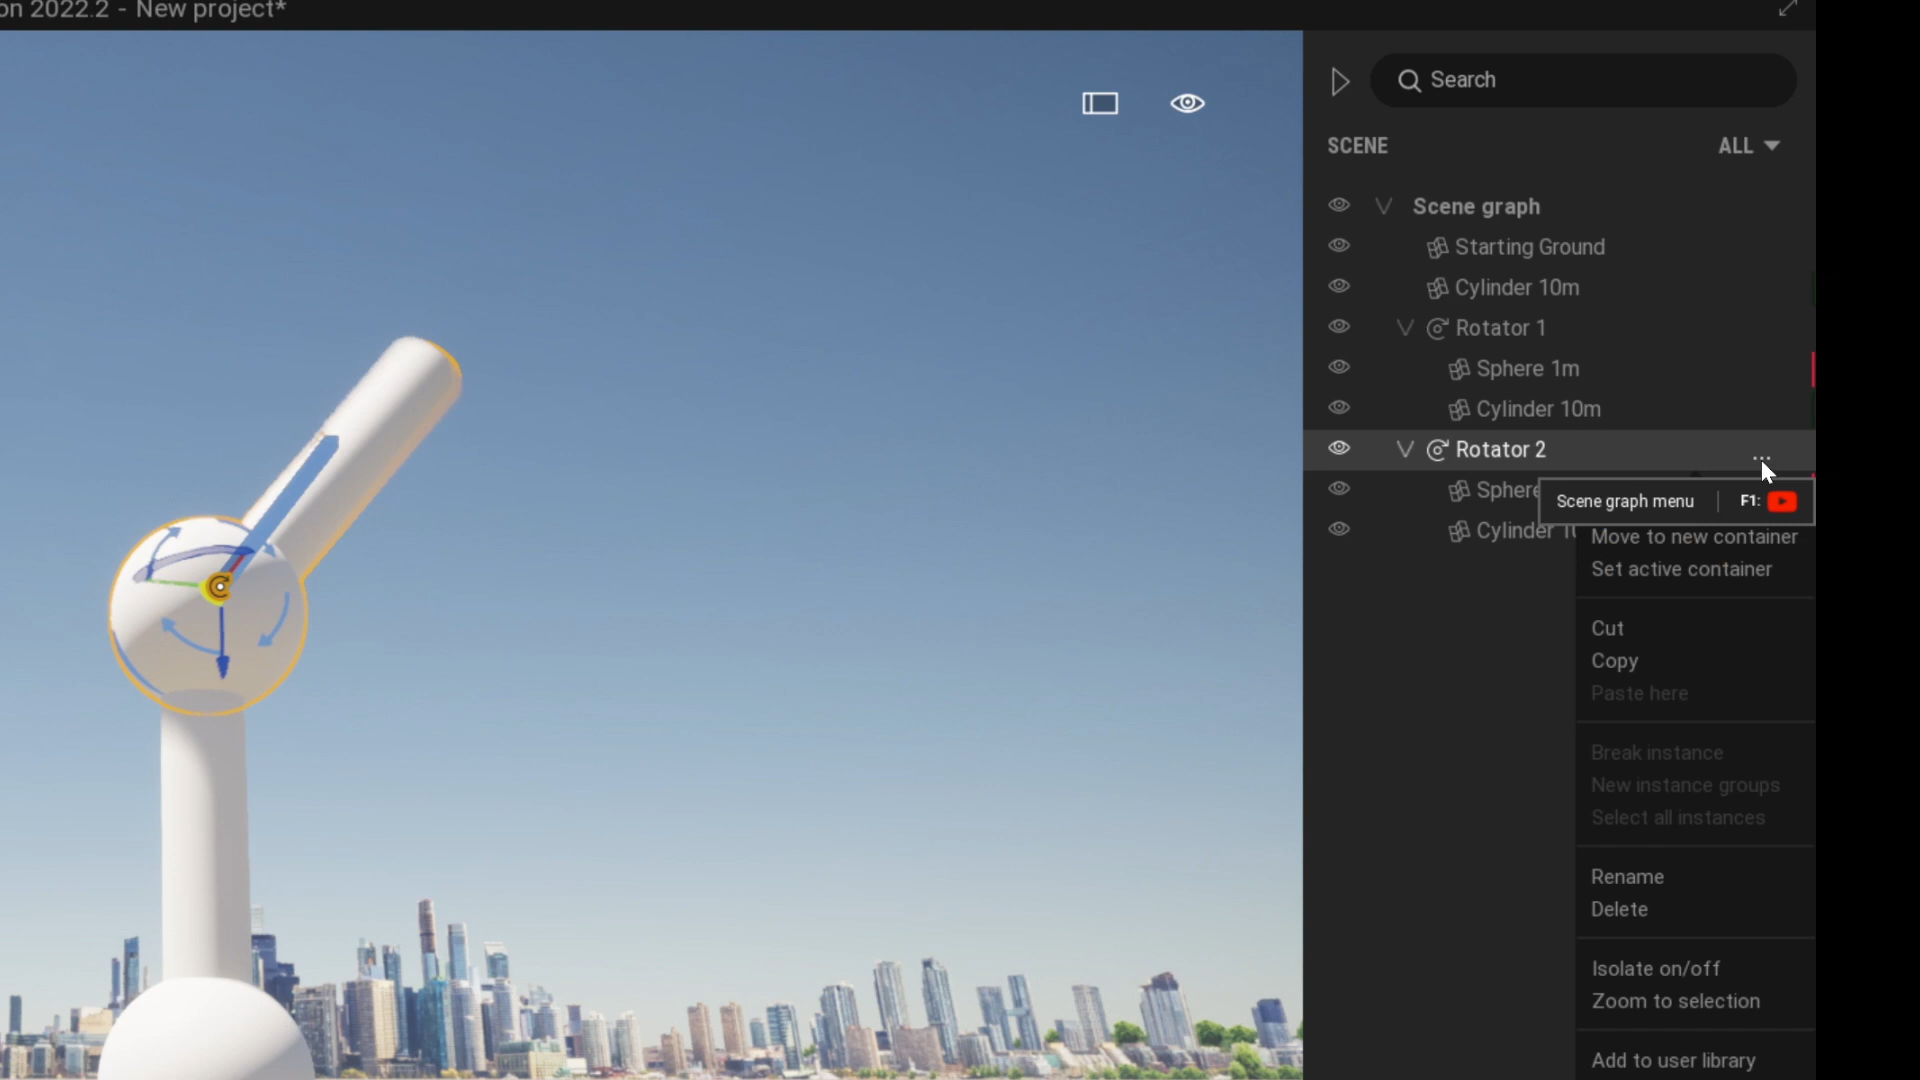 on 2022.2 - New project*
Search
SCENE
ALL
Scene graph
Starting Ground
Cylinder 10m
Rotator 1
Sphere 1m
Cylinder 10m
Rotator 2
...
Sphere
Scene graph menu
F1:
Cylinder
Move to new container
Set active container
Cut
Copy
Paste here
Break instance
New instance groups
Select all instances
Rename
Delete
Isolate on/off
Zoom to selection
Add to user library